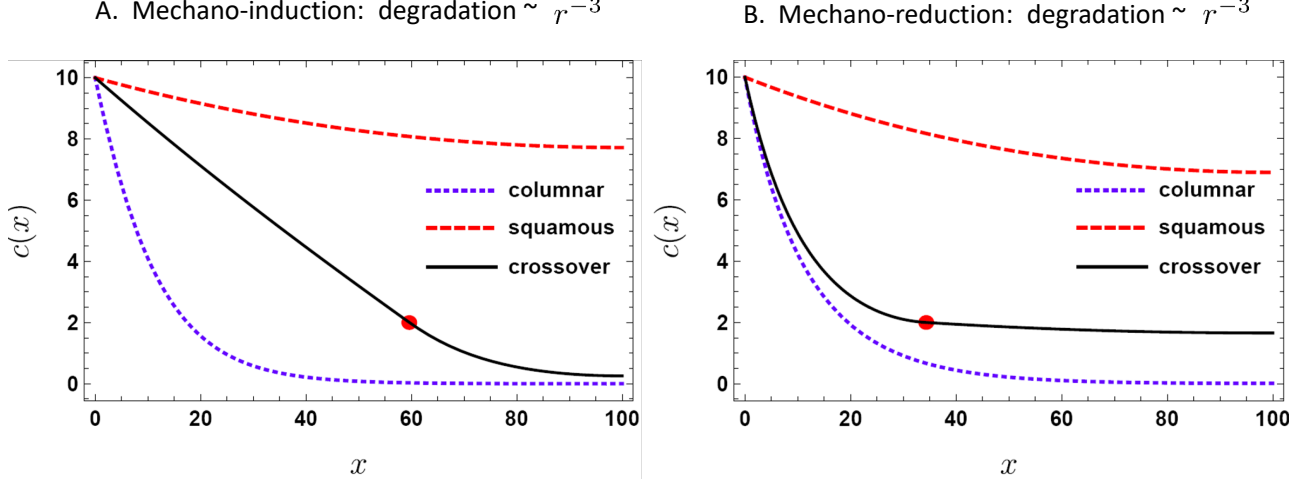 A. Mechano-induction: degradation ~ r⁻³
10
8
6
4
2
0
c(x)
columnar
squamous
crossover
0 20 40 60 80 100
x
B. Mechano-reduction: degradation ~ r⁻³
10
8
6
4
2
0
c(x)
columnar
squamous
crossover
0 20 40 60 80 100
x